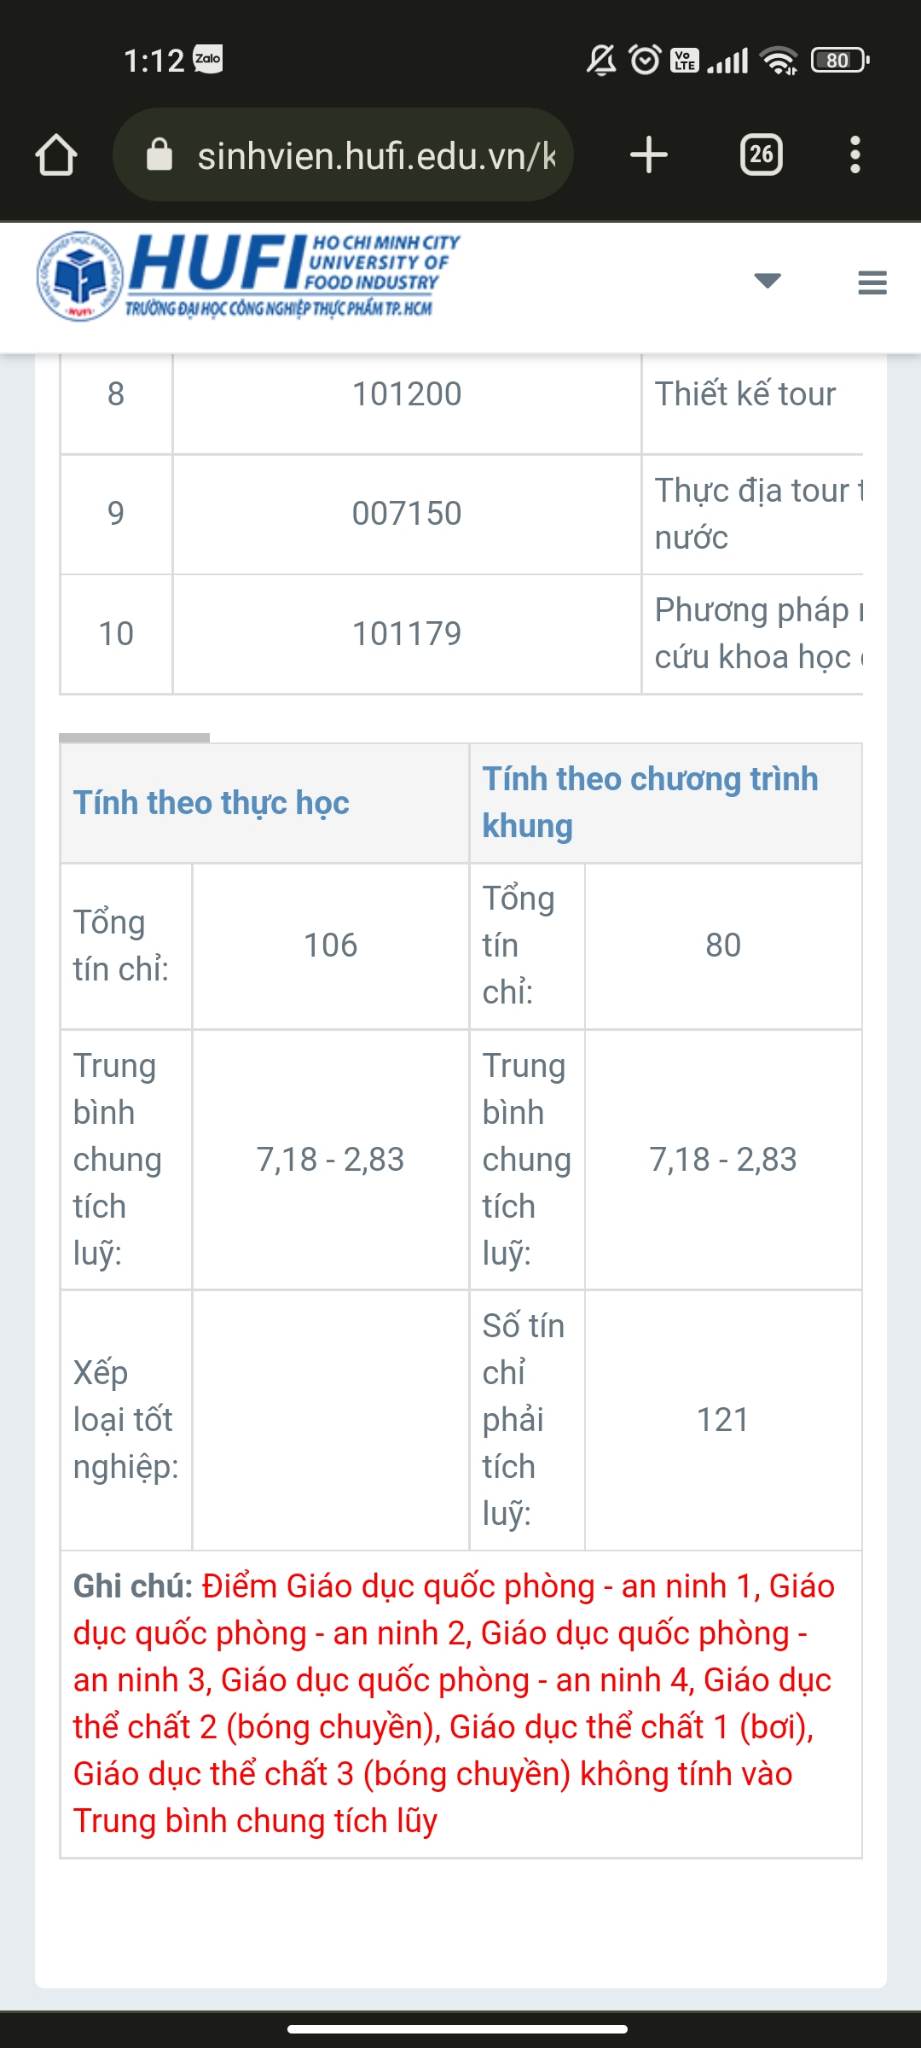 1:12 Zalo Vo LTE 80
sinhvien.hufi.edu.vn/k 26
HUFI HO CHI MINH CITY
UNIVERSITY OF
FOOD INDUSTRY
TRƯỜNG ĐẠI HỌC CÔNG NGHIỆP THỰC PHẨM TP. HCM
8 101200 Thiết kế tour
9 007150 Thực địa tour t
nước
10 101179 Phương pháp
cứu khoa học
Tính theo thực học
Tính theo chương trình
khung
Tổng
tín chỉ:
106
Tổng
tín
chỉ:
80
Trung
bình
chung
tích
luỹ:
7,18 - 2,83
Trung
bình
chung
tích
luỹ:
7,18 - 2,83
Xếp
loại tốt
nghiệp:
Số tín
chỉ
phải
tích
luỹ:
121
Ghi chú: Điểm Giáo dục quốc phòng - an ninh 1, Giáo
dục quốc phòng - an ninh 2, Giáo dục quốc phòng -
an ninh 3, Giáo dục quốc phòng - an ninh 4, Giáo dục
thể chất 2 (bóng chuyền), Giáo dục thể chất 1 (bơi),
Giáo dục thể chất 3 (bóng chuyền) không tính vào
Trung bình chung tích lũy